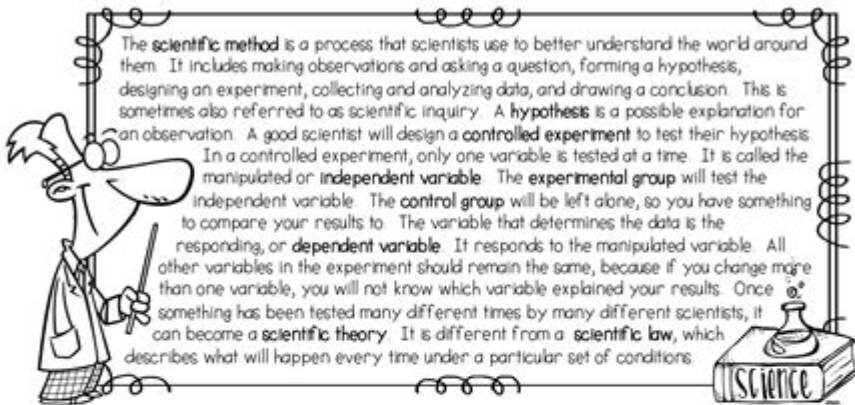 The scientific method is a process that scientists use to better understand the world around
them. It includes making observations and asking a question, forming a hypothesis,
designing an experiment, collecting and analyzing data, and drawing a conclusion. This is
sometimes also referred to as scientific inquiry. A hypothesis is a possible explanation for
an observation. A good scientist will design a controlled experiment to test their hypothesis.
In a controlled experiment, only one variable is tested at a time. It is called the
manipulated or independent variable. The experimental group will test the
independent variable. The control group will be left alone, so you have something
to compare your results to. The variable that determines the data is the
responding, or dependent variable. It responds to the manipulated variable. All
other variables in the experiment should remain the same, because if you change more
than one variable, you will not know which variable explained your results. Once
something has been tested many different times by many different scientists, it
can become a scientific theory. It is different from a scientific law, which
describes what will happen every time under a particular set of conditions.
SCIENCE